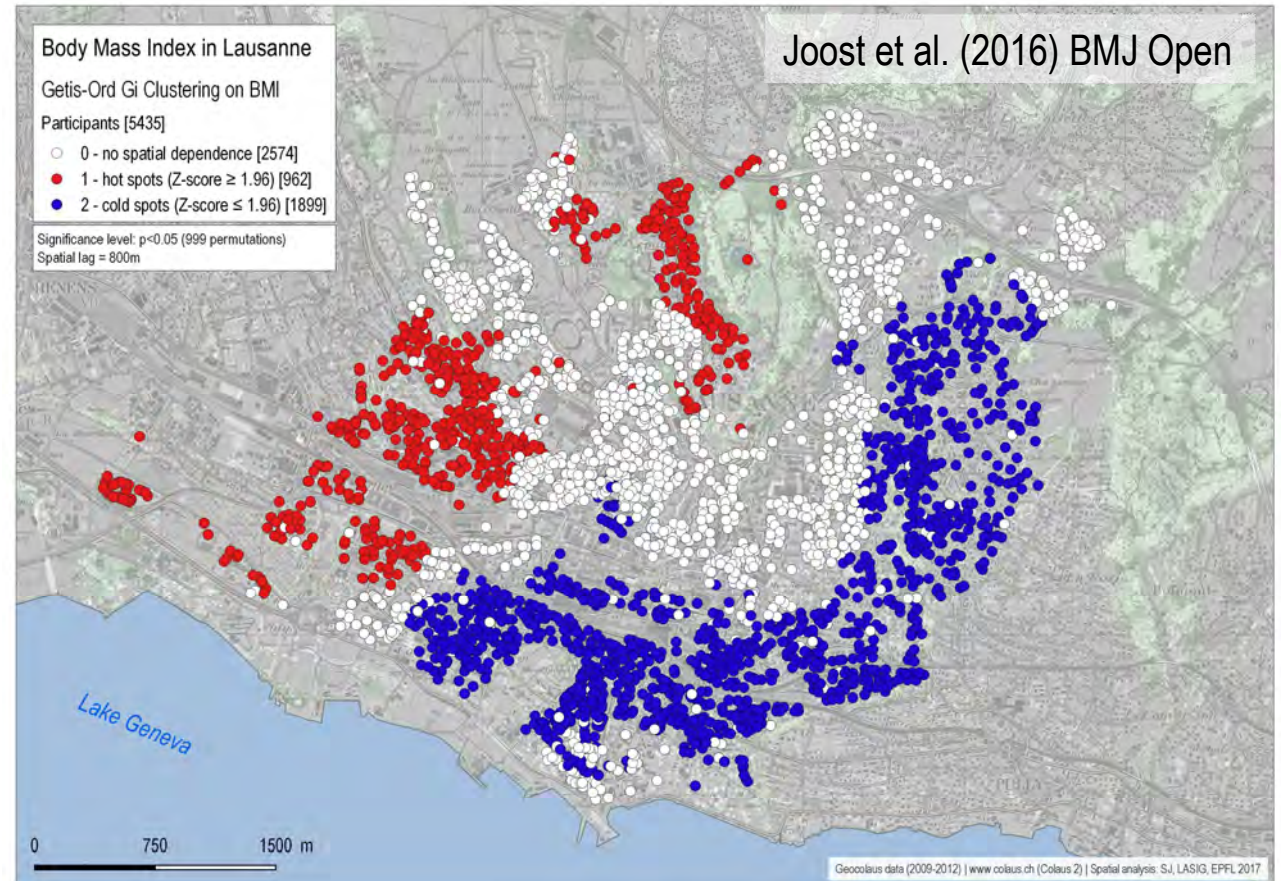 Body Mass Index in Lausanne
Getis-Ord Gi Clustering on BMI
Participants [5435]
0 - no spatial dependence [2574]
1 - hot spots (Z-score ≥ 1.96) [962]
2 - cold spots (Z-score ≤ 1.96) [1899]
Significance level: p<0.05 (999 permutations)
Spatial lag = 800m
Joost et al. (2016) BMJ Open
RENENS
Lake Geneva
0 750 1500 m
Geocolaus data (2009-2012) | www.colaus.ch (Colaus 2) | Spatial analysis: SJ, LASIG, EPFL 2017